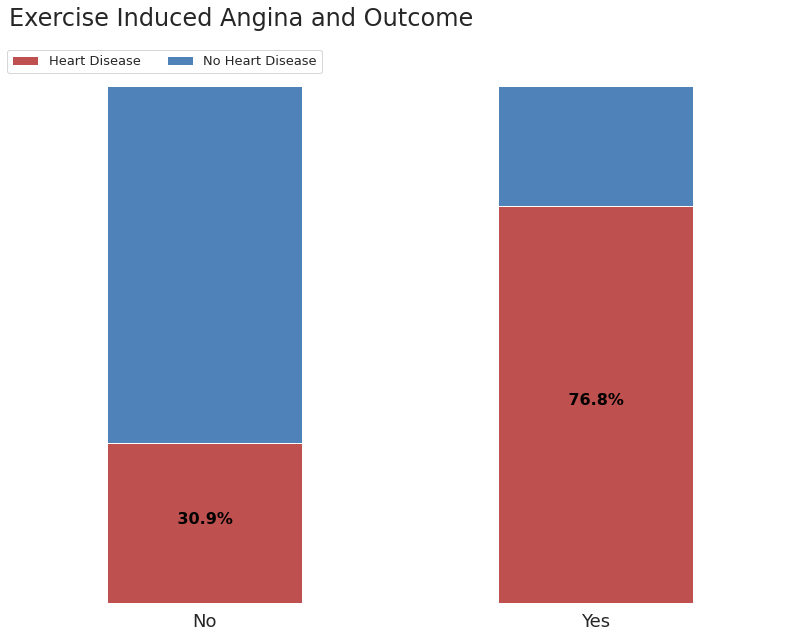 Exercise Induced Angina and Outcome
Heart Disease No Heart Disease
76.8%
30.9%
No Yes